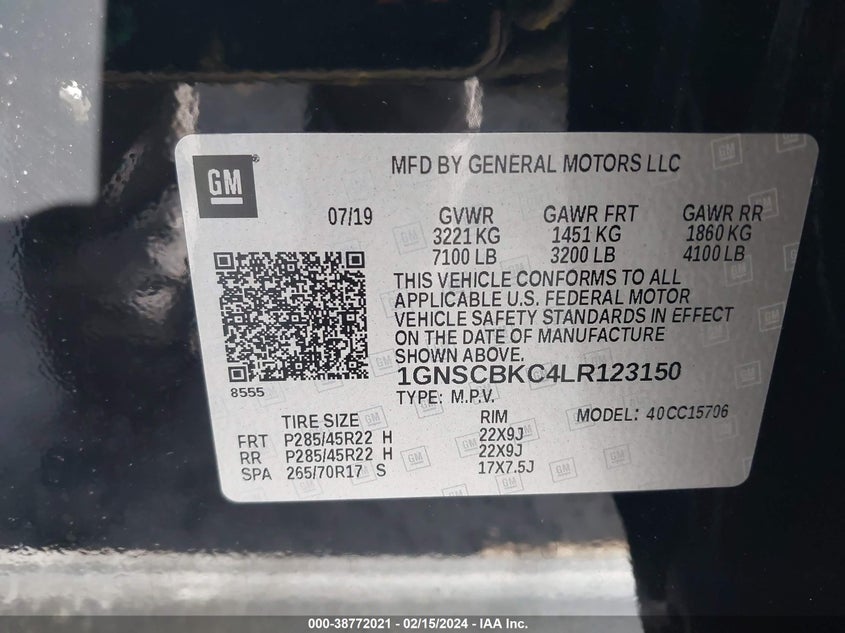 GM
MFD BY GENERAL MOTORS LLC
07/19 GVWR GAWR FRT GAWR RR
3221 KG 1451 KG 1860 KG
7100 LB 3200 LB 4100 LB
THIS VEHICLE CONFORMS TO ALL
APPLICABLE U.S. FEDERAL MOTOR
VEHICLE SAFETY STANDARDS IN EFFECT
ON THE DATE OF MANUFACTURE
SHOWN ABOVE.
8555
1GNSCBKC4LR123150
TYPE: M.P.V.
MODEL: 40CC15706
TIRE SIZE RIM
FRT P285/45R22 H 22X9J
RR P285/45R22 H 22X9J
SPA 265/70R17 S 17X7.5J
000-38772021 - 02/15/2024 - IAA Inc.